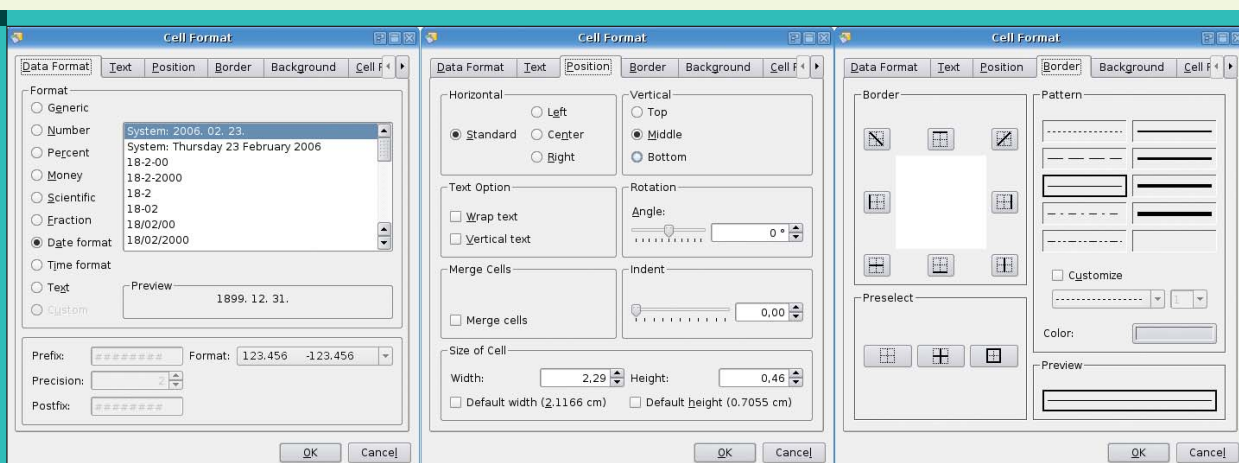 Cell Format
Data Format Text Position Border Background Cell F
Format
Generic
Number
Percent
Money
Scientific
Fraction
Date format
Time format
Text
Custom
System: 2006. 02. 23.
System: Thursday 23 February 2006
18-2-00
18-2-2000
18-2
18-02
18/02/00
18/02/2000
Preview
1899. 12. 31.
Prefix: ######## Format: 123.456 -123.456
Precision: 2
Postfix: ########
OK Cancel
Cell Format
Data Format Text Position Border Background Cell F
Horizontal
Left
Standard Center
Right
Vertical
Top
Middle
Bottom
Text Option
Wrap text
Vertical text
Rotation
Angle:
0 °
Merge Cells
Merge cells
Indent
0,00
Size of Cell
Width: 2,29 Height: 0,46
Default width (2.1166 cm) Default height (0.7055 cm)
OK Cancel
Cell Format
Data Format Text Position Border Background Cell F
Border
Preselect
Pattern
Customize
1
Color:
Preview
OK Cancel